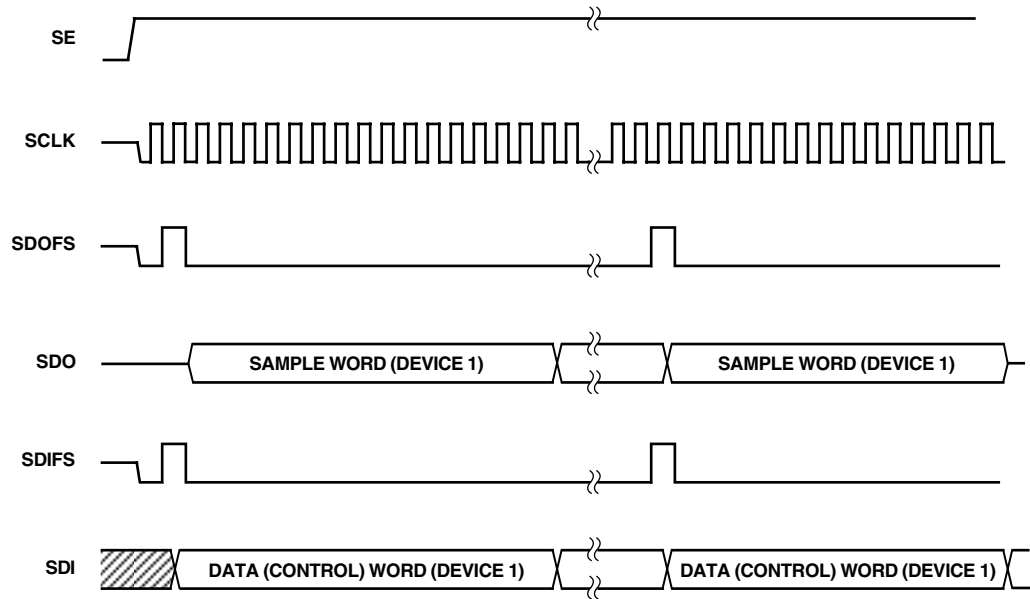 SE
SCLK
SDOFS
SDO
SAMPLE WORD (DEVICE 1) SAMPLE WORD (DEVICE 1)
SDIFS
SDI
DATA (CONTROL) WORD (DEVICE 1) DATA (CONTROL) WORD (DEVICE 1)